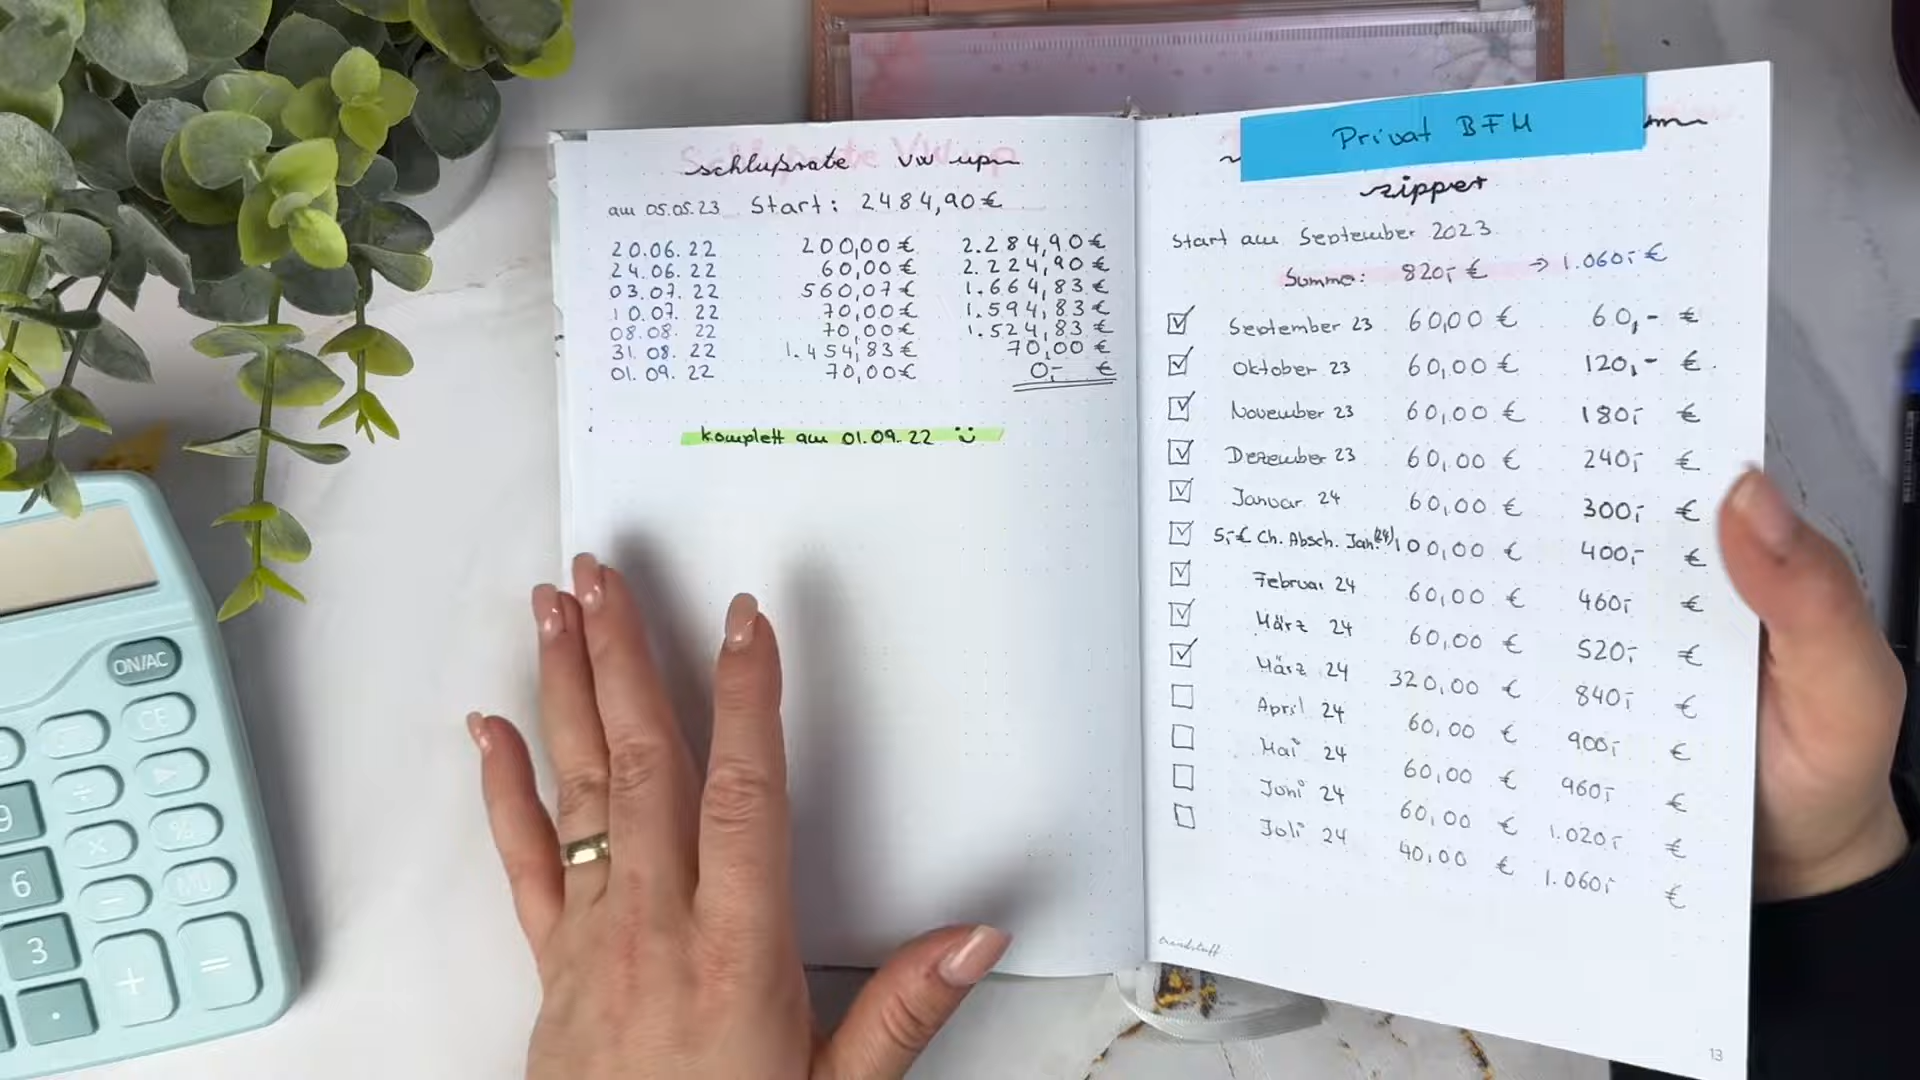 Schlußrate VW up
am 05.05.23 Start: 2484,90 €
20.06.22 200,00 € 2.284,90 €
24.06.22 60,00 € 2.224,90 €
03.07.22 560,07 € 1.664,83 €
10.07.22 70,00 € 1.594,83 €
08.08.22 70,00 € 1.524,83 €
31.08.22 1.454,83 € 70,00 €
01.09.22 70,00 € 0,- €
komplett am 01.09.22
Privat BFM
zipper
Start am September 2023
Summe: 820,- € → 1.060,- €
September 23 60,00 € 60,- €
Oktober 23 60,00 € 120,- €
November 23 60,00 € 180,- €
Dezember 23 60,00 € 240,- €
Januar 24 60,00 € 300,- €
5,-€ Ch. Absch. Jan. (24) 100,00 € 400,- €
Februar 24 60,00 € 460,- €
März 24 60,00 € 520,- €
März 24 320,00 € 840,- €
April 24 60,00 € 900,- €
Mai 24 60,00 € 960,- €
Juni 24 60,00 € 1.020,- €
Juli 24 40,00 € 1.060,- €
trendstuff
13
ON/AC
CE
9
÷
×
%
6
−
MU
3
+
=
.